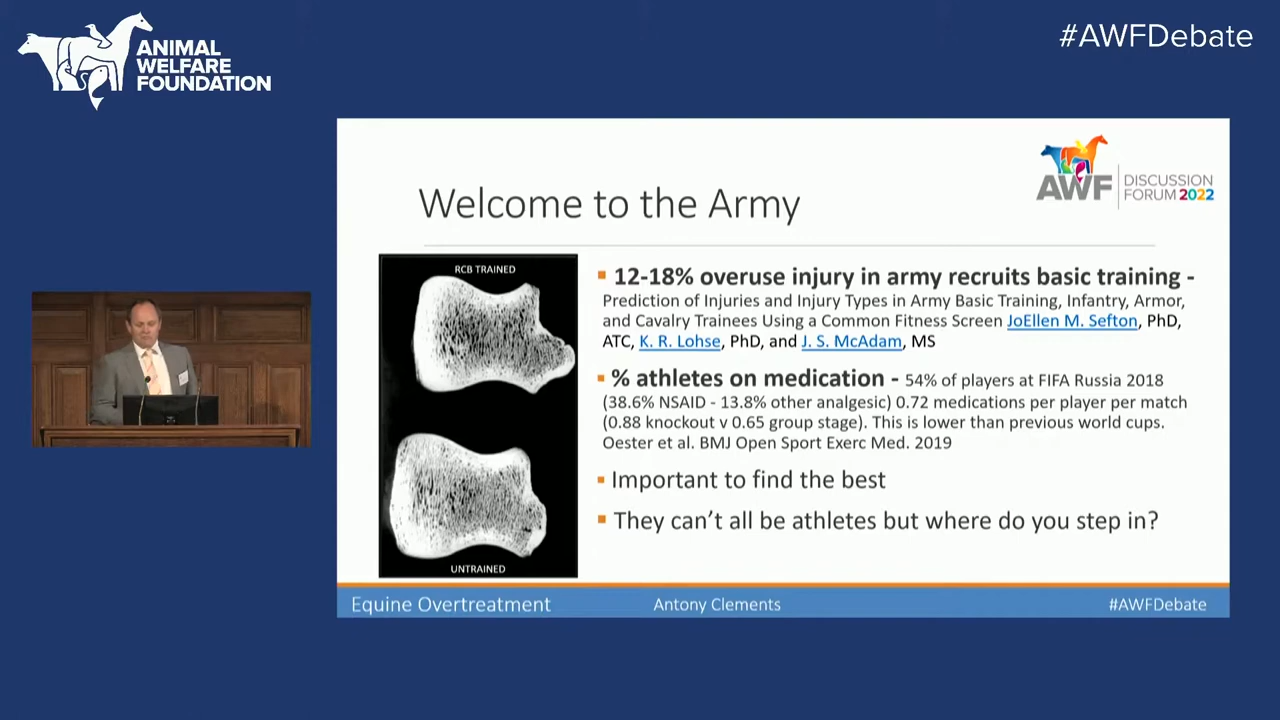 ANIMAL
WELFARE
FOUNDATION
#AWFDebate
AWF
DISCUSSION
FORUM 2022
Welcome to the Army
RCB TRAINED
UNTRAINED
▪ 12-18% overuse injury in army recruits basic training -
Prediction of Injuries and Injury Types in Army Basic Training, Infantry, Armor,
and Cavalry Trainees Using a Common Fitness Screen JoEllen M. Sefton, PhD,
ATC, K. R. Lohse, PhD, and J. S. McAdam, MS
▪ % athletes on medication - 54% of players at FIFA Russia 2018
(38.6% NSAID - 13.8% other analgesic) 0.72 medications per player per match
(0.88 knockout v 0.65 group stage). This is lower than previous world cups.
Oester et al. BMJ Open Sport Exerc Med. 2019
▪ Important to find the best
▪ They can't all be athletes but where do you step in?
Equine Overtreatment
Antony Clements
#AWFDebate